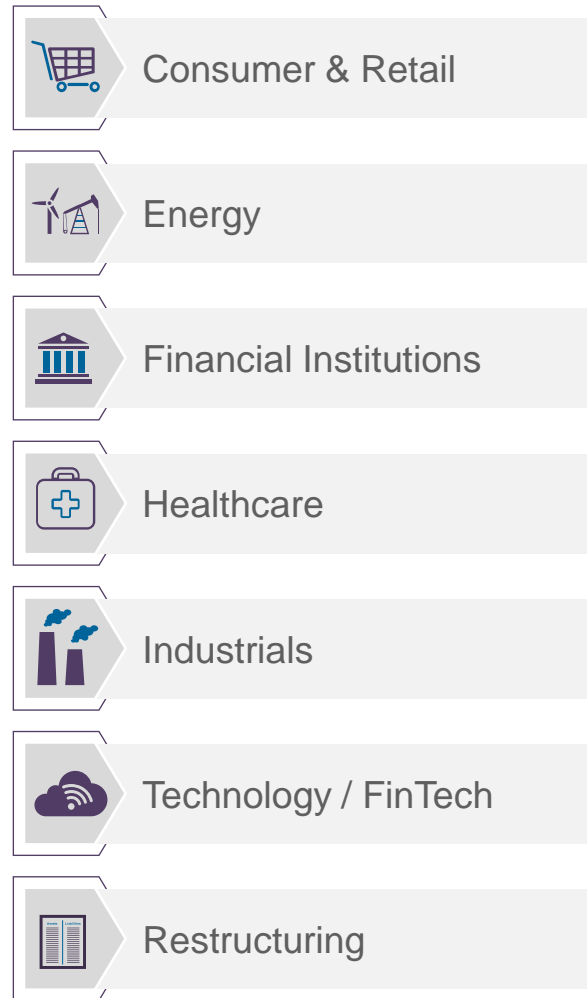 Consumer & Retail
Energy
Financial Institutions
Healthcare
Industrials
Technology / FinTech
Restructuring